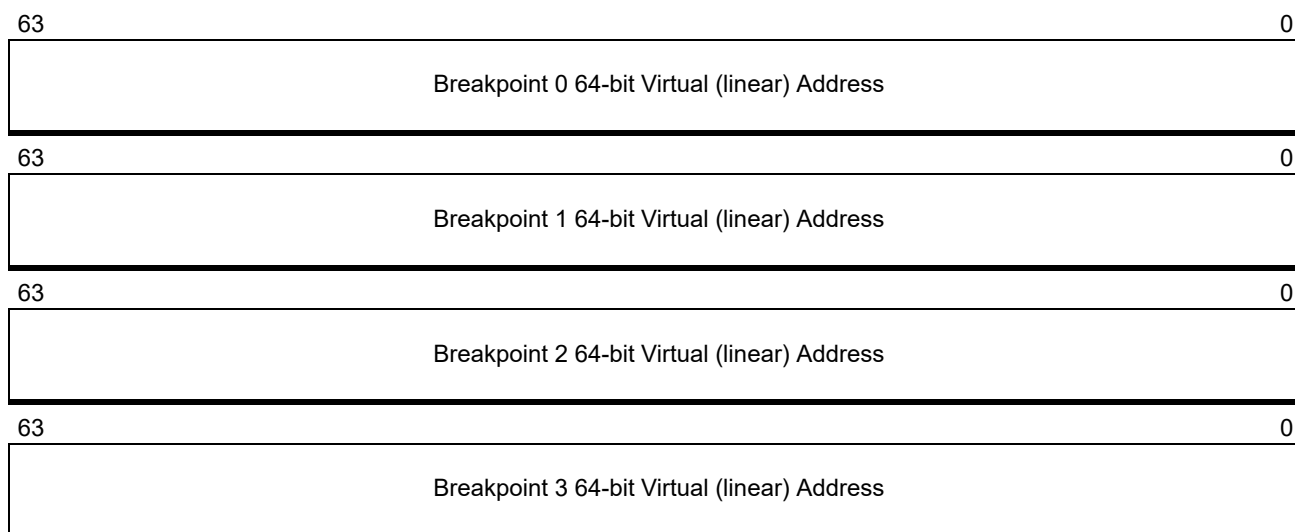 63 0
Breakpoint 0 64-bit Virtual (linear) Address
63 0
Breakpoint 1 64-bit Virtual (linear) Address
63 0
Breakpoint 2 64-bit Virtual (linear) Address
63 0
Breakpoint 3 64-bit Virtual (linear) Address